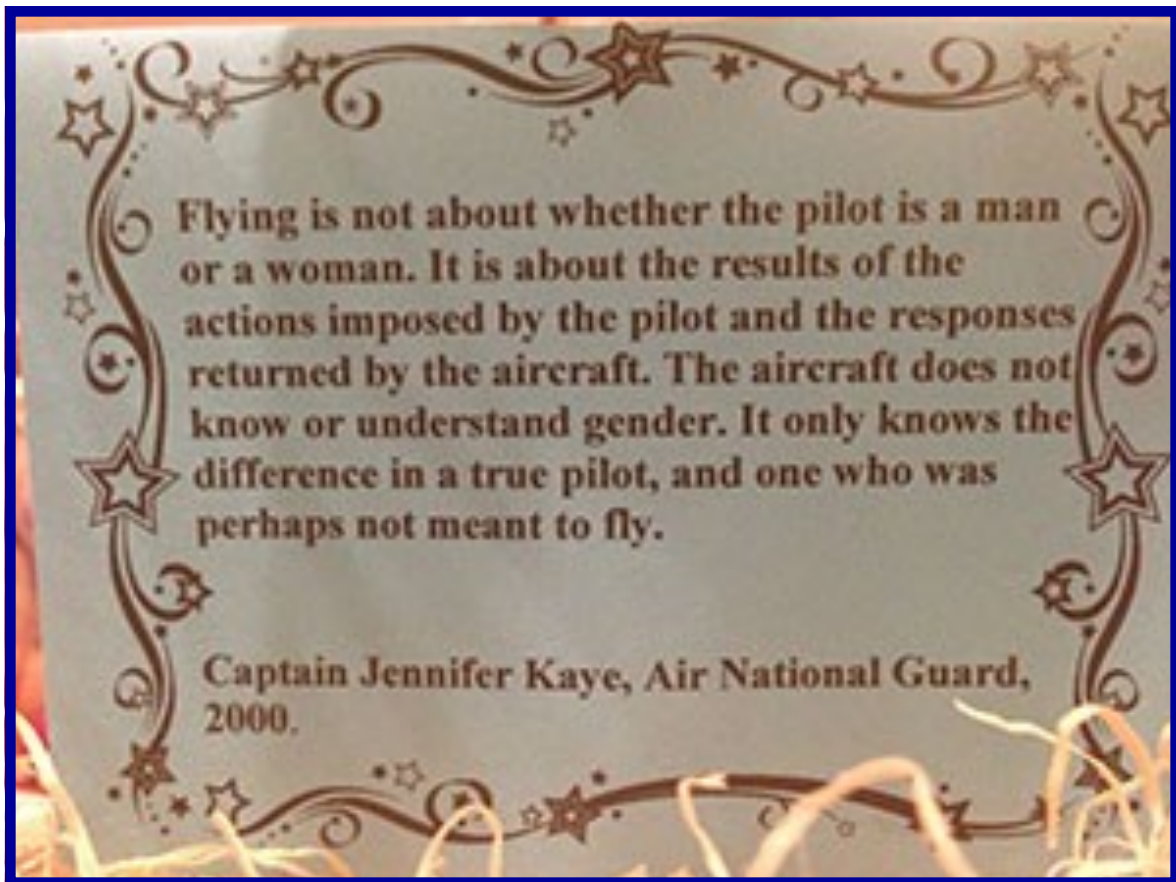 Flying is not about whether the pilot is a man
or a woman. It is about the results of the
actions imposed by the pilot and the responses
returned by the aircraft. The aircraft does not
know or understand gender. It only knows the
difference in a true pilot, and one who was
perhaps not meant to fly.
Captain Jennifer Kaye, Air National Guard,
2000.